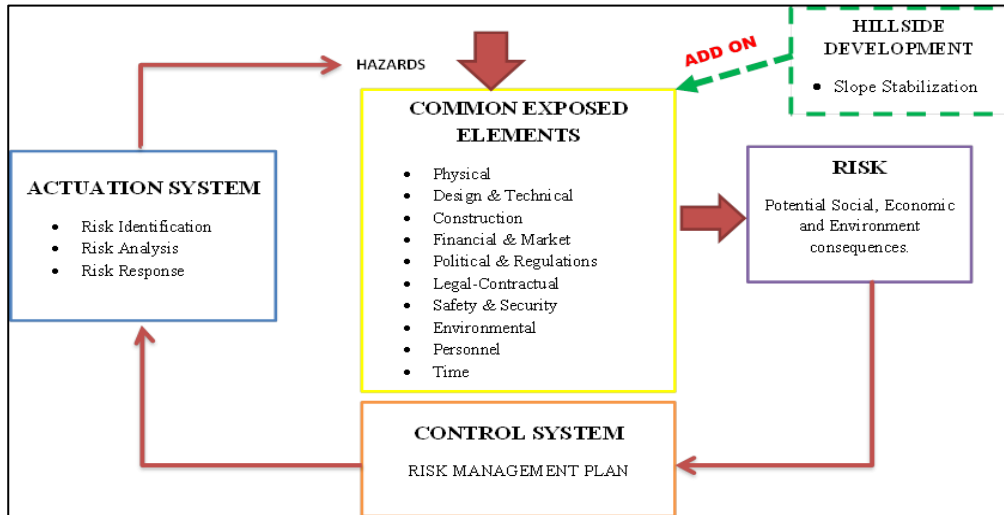 HILLSIDE
DEVELOPMENT
• Slope Stabilization
ADD ON
HAZARDS
COMMON EXPOSED
ELEMENTS
• Physical
• Design & Technical
• Construction
• Financial & Market
• Political & Regulations
• Legal-Contractual
• Safety & Security
• Environmental
• Personnel
• Time
ACTUATION SYSTEM
• Risk Identification
• Risk Analysis
• Risk Response
RISK
Potential Social, Economic
and Environment
consequences.
CONTROL SYSTEM
RISK MANAGEMENT PLAN